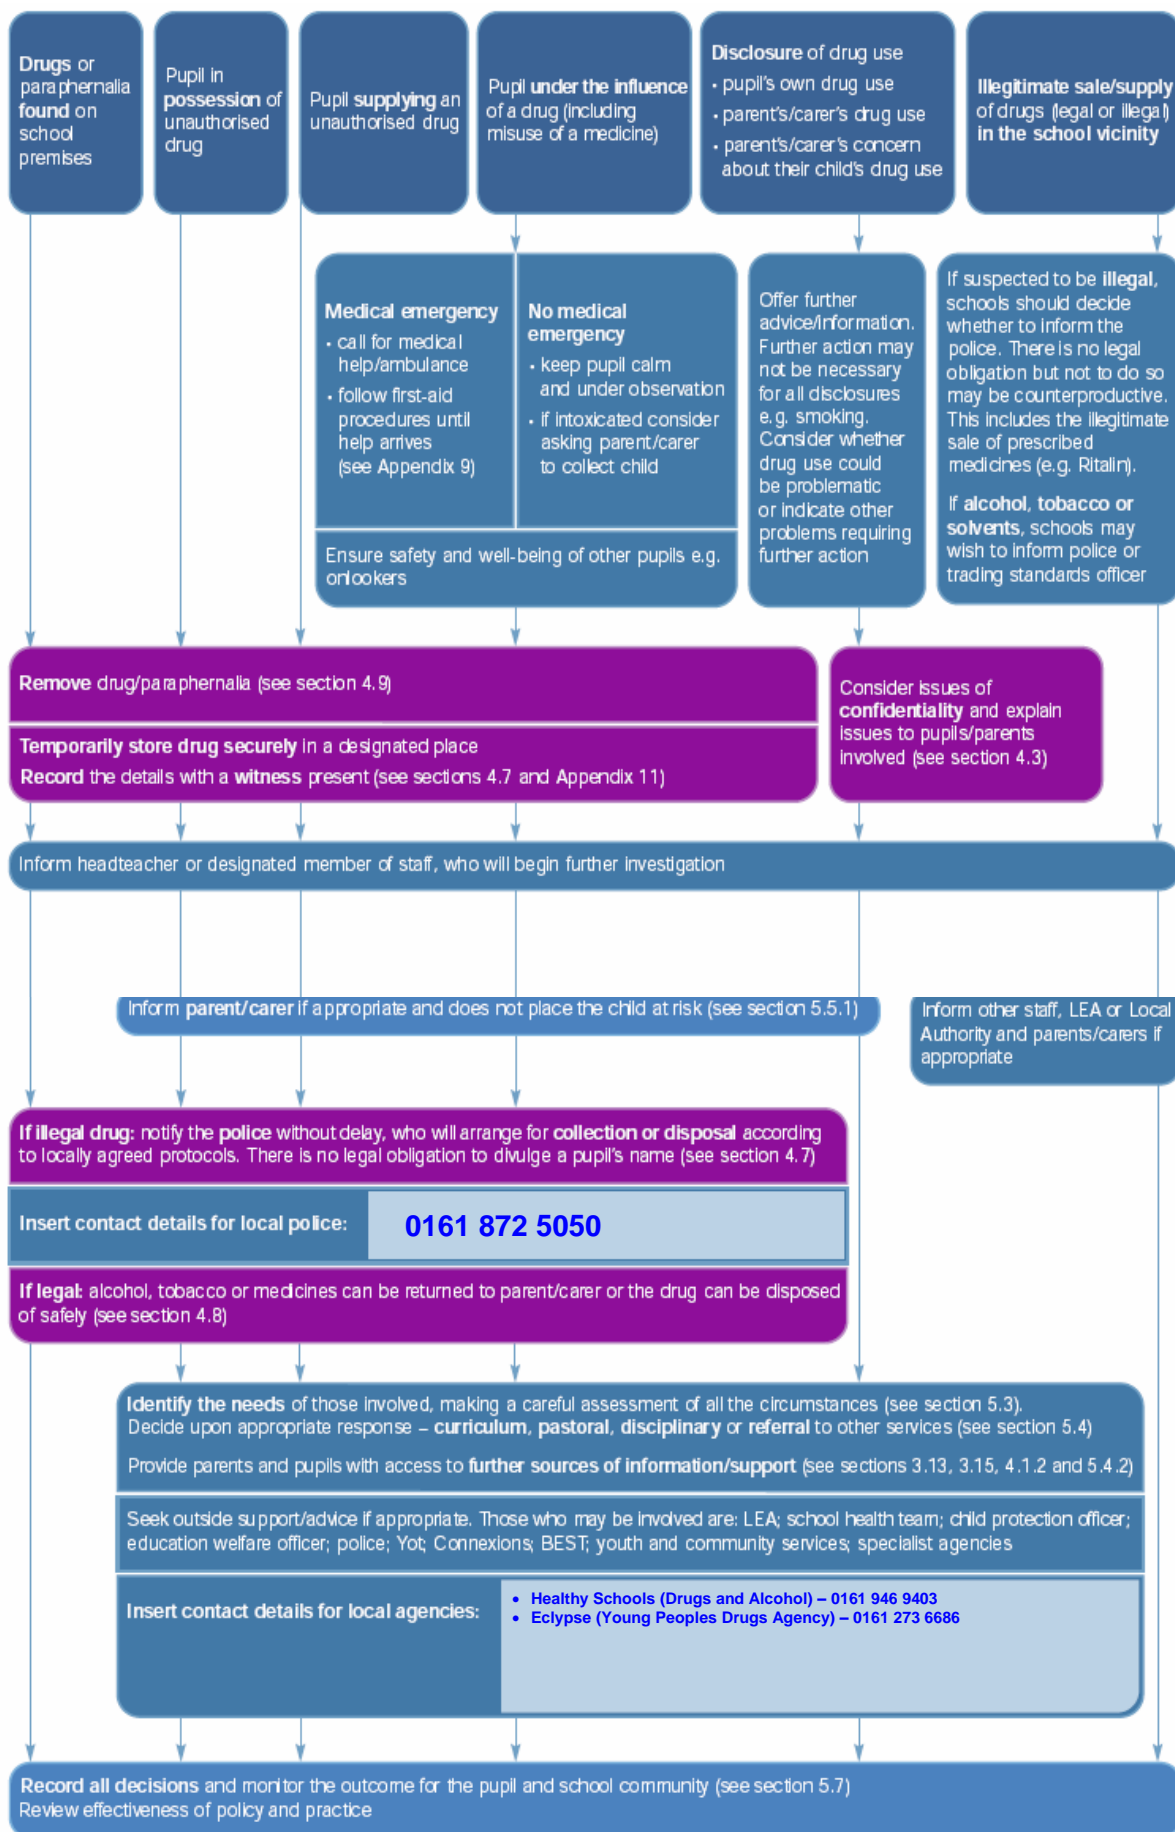 Drugs or
paraphernalia
found on
school
premises
Pupil in
possession of
unauthorised
drug
Pupil supplying an
unauthorised drug
Pupil under the influence
of a drug (including
misuse of a medicine)
Disclosure of drug use
• pupil's own drug use
• parent's/carer's drug use
• parent's/carer's concern
about their child's drug use
Illegitimate sale/supply
of drugs (legal or illegal)
in the school vicinity
Medical emergency
• call for medical
help/ambulance
• follow first-aid
procedures until
help arrives
(see Appendix 9)
No medical
emergency
• keep pupil calm
and under observation
• if intoxicated consider
asking parent/carer
to collect child
Ensure safety and well-being of other pupils e.g.
onlookers
Offer further
advice/information.
Further action may
not be necessary
for all disclosures
e.g. smoking.
Consider whether
drug use could
be problematic
or indicate other
problems requiring
further action
If suspected to be illegal,
schools should decide
whether to inform the
police. There is no legal
obligation but not to do so
may be counterproductive.
This includes the illegitimate
sale of prescribed
medicines (e.g. Ritalin).
If alcohol, tobacco or
solvents, schools may
wish to inform police or
trading standards officer
Remove drug/paraphernalia (see section 4.9)
Temporarily store drug securely in a designated place
Record the details with a witness present (see sections 4.7 and Appendix 11)
Consider issues of
confidentiality and explain
issues to pupils/parents
involved (see section 4.3)
Inform headteacher or designated member of staff, who will begin further investigation
Inform parent/carer if appropriate and does not place the child at risk (see section 5.5.1)
Inform other staff, LEA or Local
Authority and parents/carers if
appropriate
If illegal drug: notify the police without delay, who will arrange for collection or disposal according
to locally agreed protocols. There is no legal obligation to divulge a pupil's name (see section 4.7)
Insert contact details for local police:
0161 872 5050
If legal: alcohol, tobacco or medicines can be returned to parent/carer or the drug can be disposed
of safely (see section 4.8)
Identify the needs of those involved, making a careful assessment of all the circumstances (see section 5.3).
Decide upon appropriate response – curriculum, pastoral, disciplinary or referral to other services (see section 5.4)
Provide parents and pupils with access to further sources of information/support (see sections 3.13, 3.15, 4.1.2 and 5.4.2)
Seek outside support/advice if appropriate. Those who may be involved are: LEA; school health team; child protection officer;
education welfare officer; police; Yot; Connexions; BEST; youth and community services; specialist agencies
Insert contact details for local agencies:
• Healthy Schools (Drugs and Alcohol) – 0161 946 9403
• Eclypse (Young Peoples Drugs Agency) – 0161 273 6686
Record all decisions and monitor the outcome for the pupil and school community (see section 5.7)
Review effectiveness of policy and practice